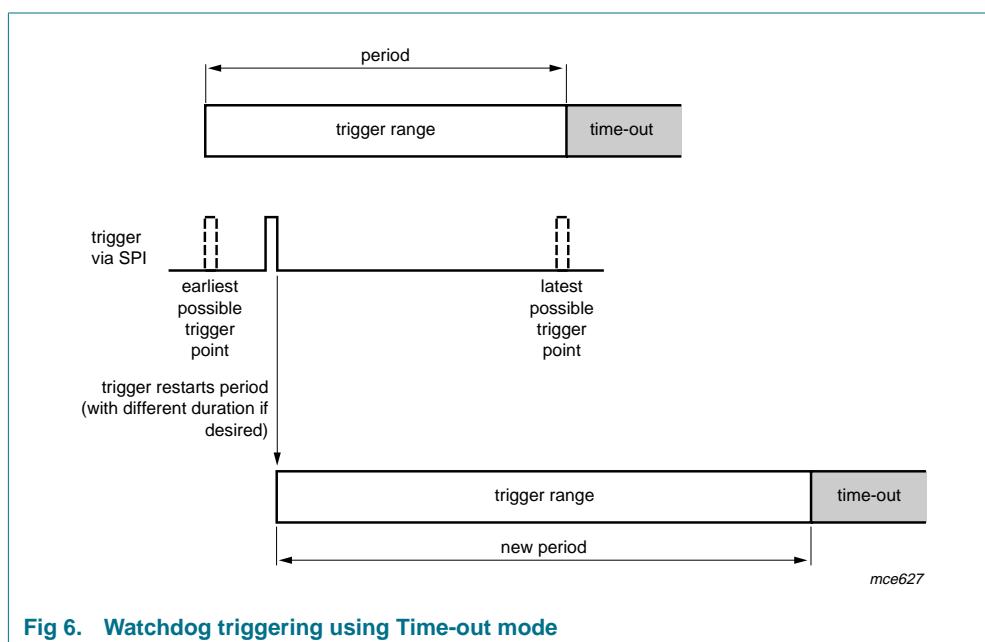 period
trigger range
time-out
trigger
via SPI
earliest
possible
trigger
point
latest
possible
trigger
point
trigger restarts period
(with different duration if
desired)
trigger range
time-out
new period
mce627
Fig 6. Watchdog triggering using Time-out mode